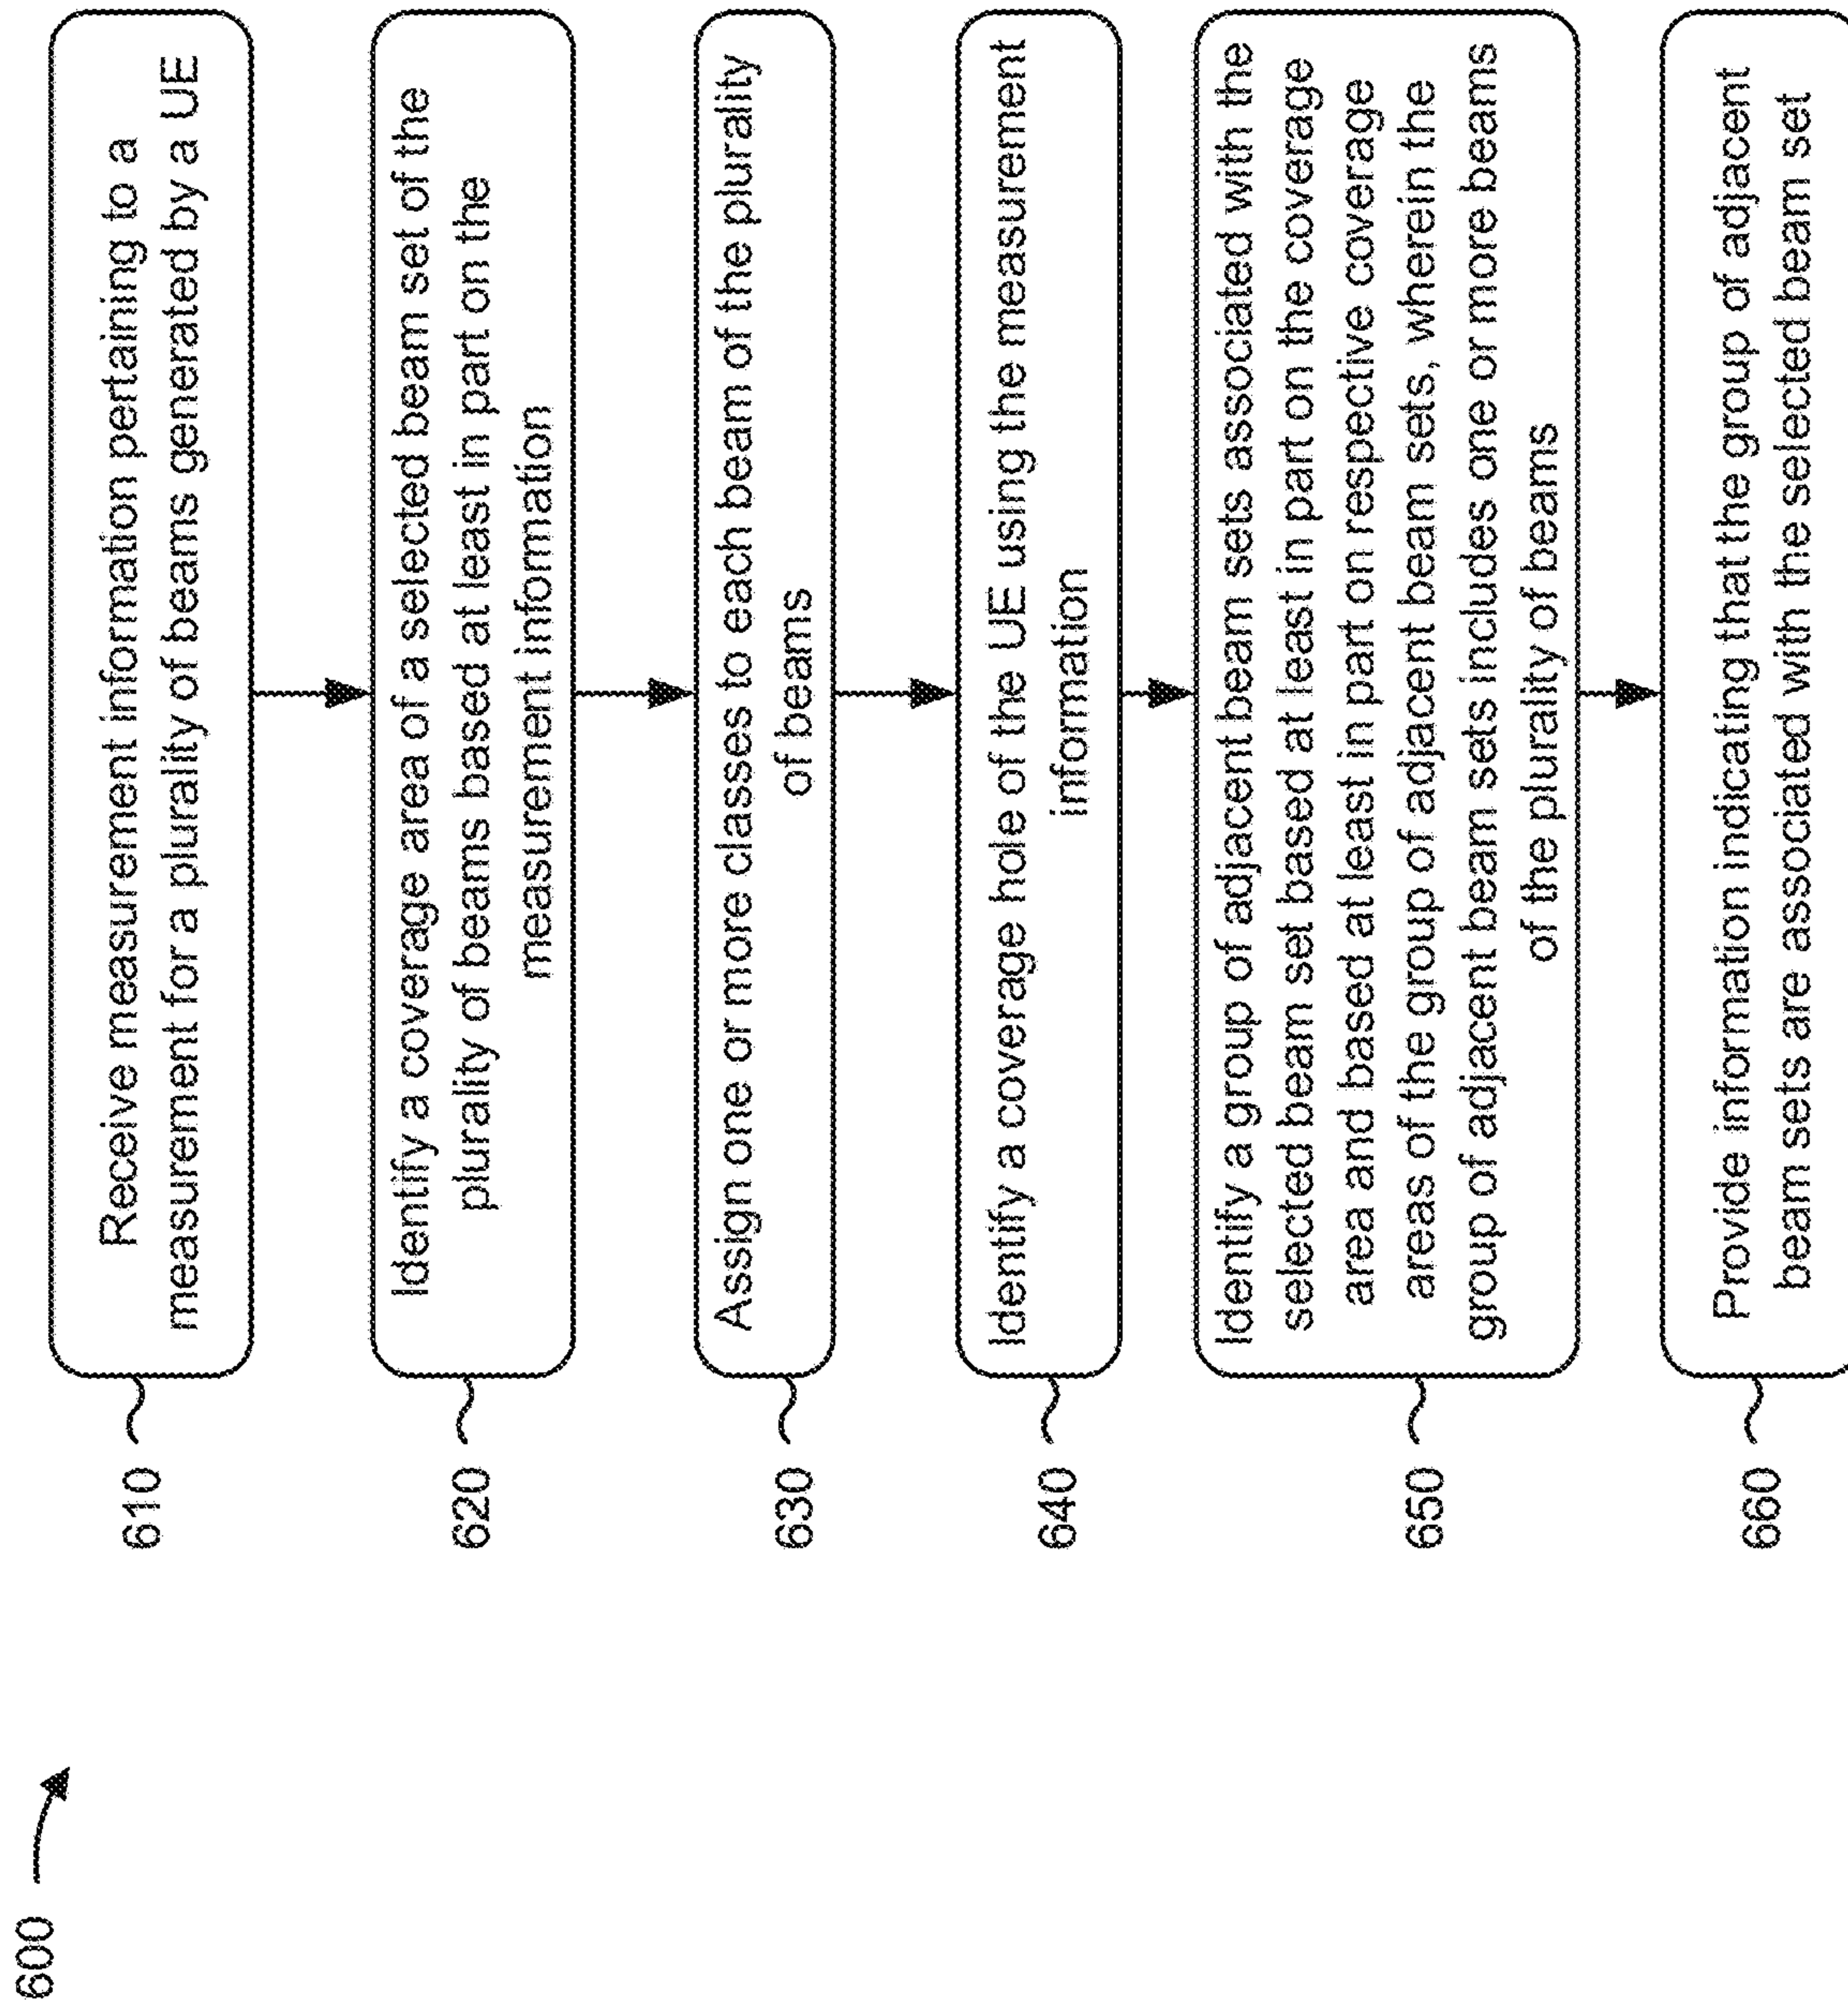 600
610
Receive measurement information pertaining to a
measurement for a plurality of beams generated by a UE
620
Identify a coverage area of a selected beam set of the
plurality of beams based at least in part on the
measurement information
630
Assign one or more classes to each beam of the plurality
of beams
640
Identify a coverage hole of the UE using the measurement
information
650
Identify a group of adjacent beam sets associated with the
selected beam set based at least in part on the coverage
area and based at least in part on respective coverage
areas of the group of adjacent beam sets, wherein the
group of adjacent beam sets includes one or more beams
of the plurality of beams
660
Provide information indicating that the group of adjacent
beam sets are associated with the selected beam set